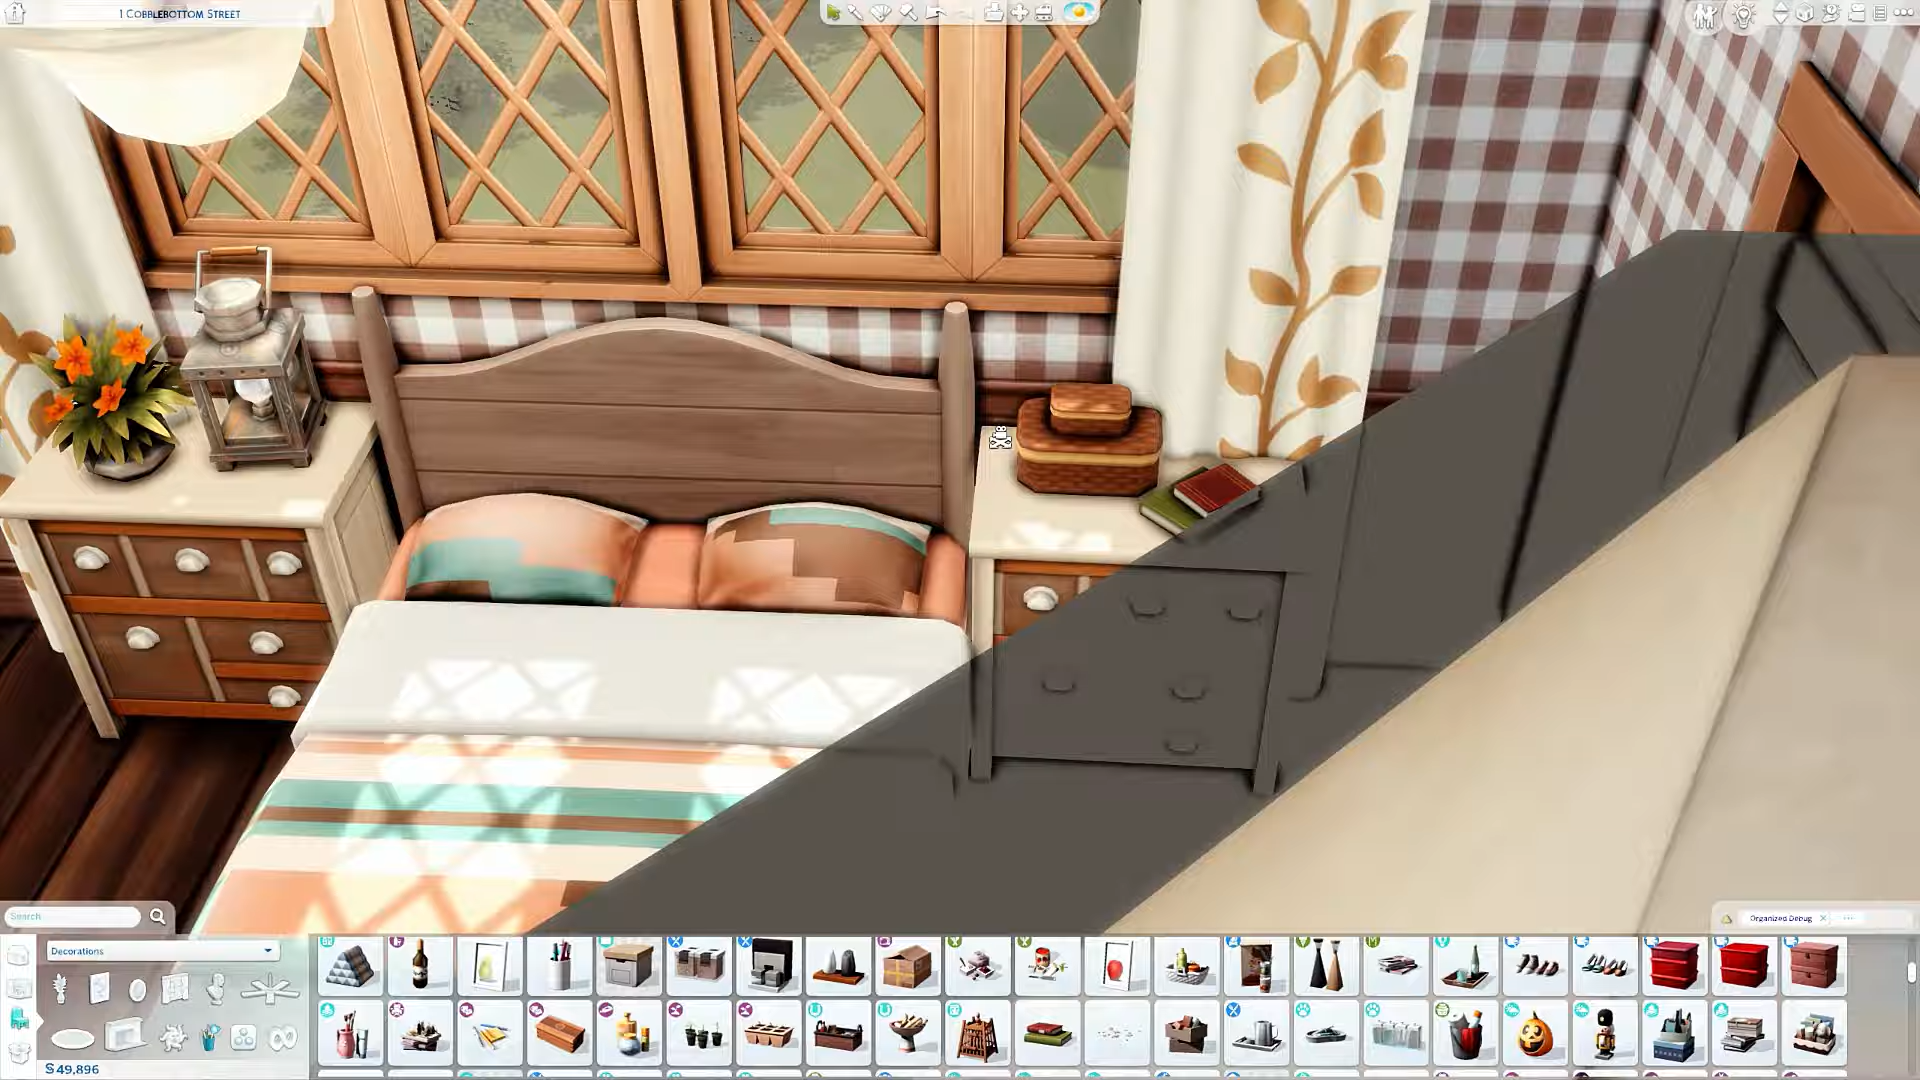 1 Cobblebottom Street
Search
Organized Debug
Decorations
§49,896